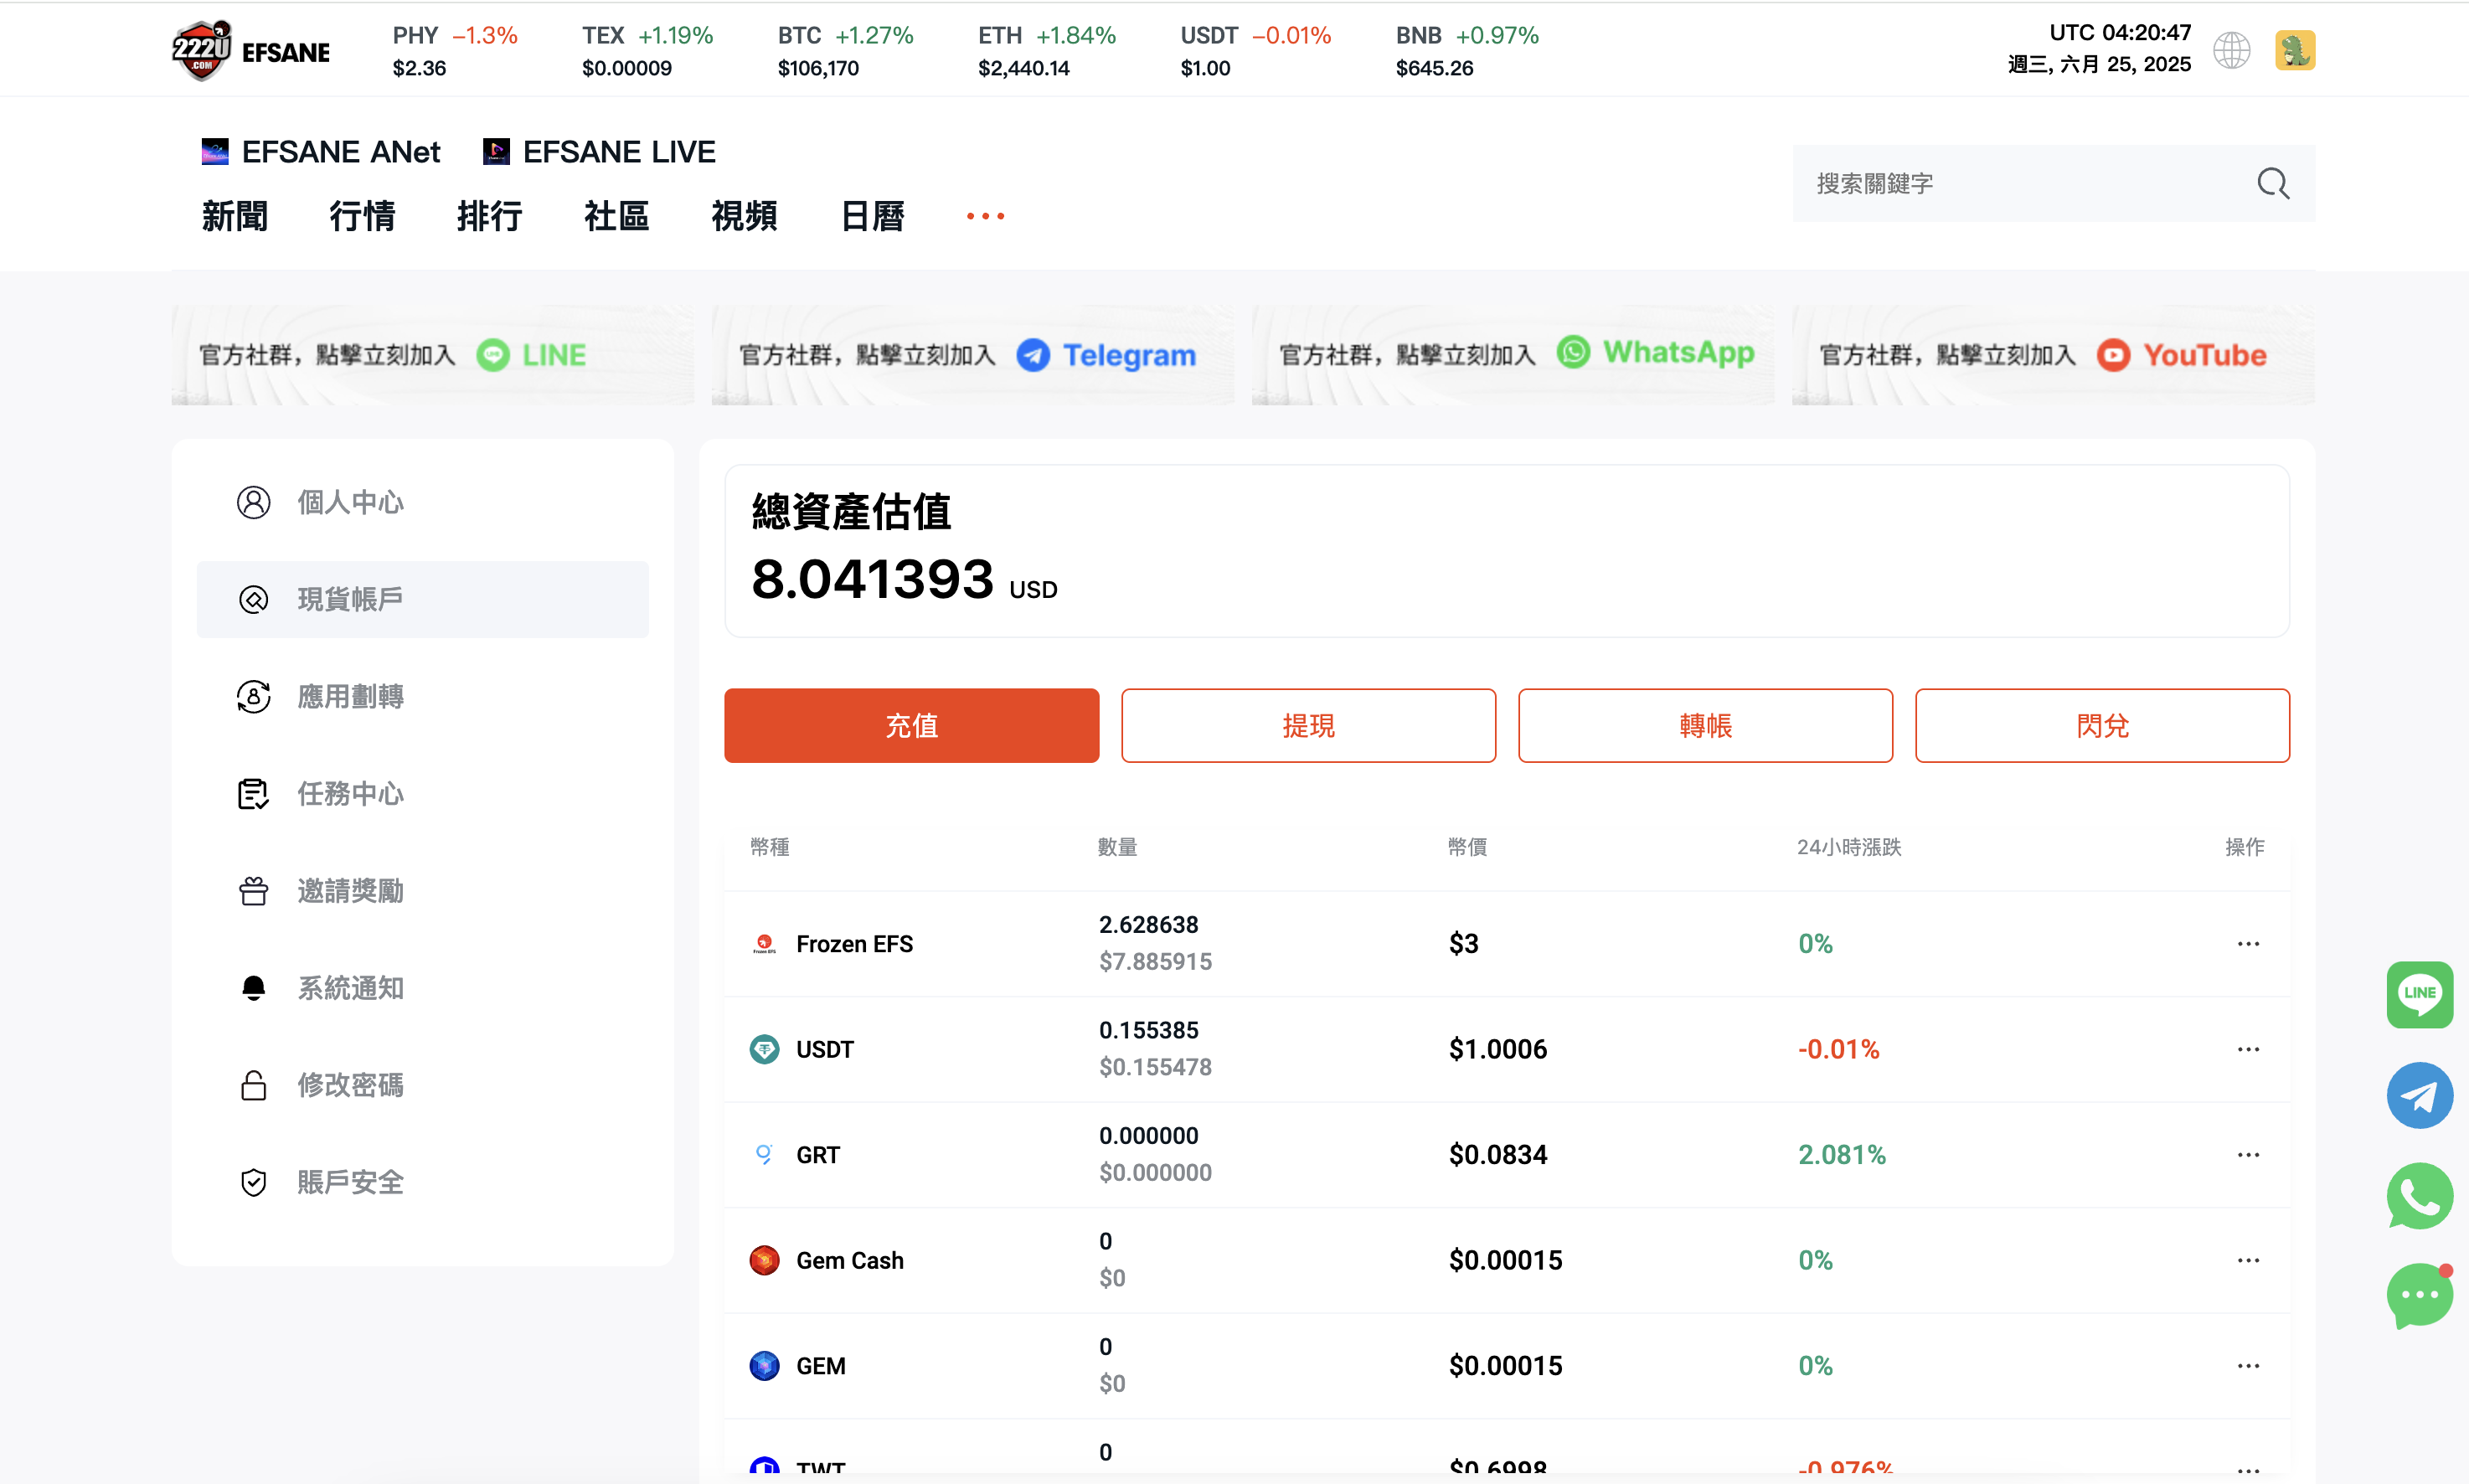 222U
.COM
EFSANE
PHY –1.3%
$2.36
TEX +1.19%
$0.00009
BTC +1.27%
$106,170
ETH +1.84%
$2,440.14
USDT –0.01%
$1.00
BNB +0.97%
$645.26
UTC 04:20:47
週三, 六月 25, 2025
EFSANE ANet
EFSANE LIVE
新聞 行情 排行 社區 視頻 日曆
搜索關鍵字
官方社群，點擊立刻加入 LINE
官方社群，點擊立刻加入 Telegram
官方社群，點擊立刻加入 WhatsApp
官方社群，點擊立刻加入 YouTube
個人中心
現貨帳戶
應用劃轉
任務中心
邀請獎勵
系統通知
修改密碼
賬戶安全
總資產估值
8.041393 USD
充值 提現 轉帳 閃兌
幣種 數量 幣價 24小時漲跌 操作
Frozen EFS 2.628638 $3 0% ...
$7.885915
USDT 0.155385 $1.0006 -0.01% ...
$0.155478
GRT 0.000000 $0.0834 2.081% ...
$0.000000
Gem Cash 0 $0.00015 0% ...
$0
GEM 0 $0.00015 0% ...
$0
TWT 0 $0.6998 -0.976% ...
LINE